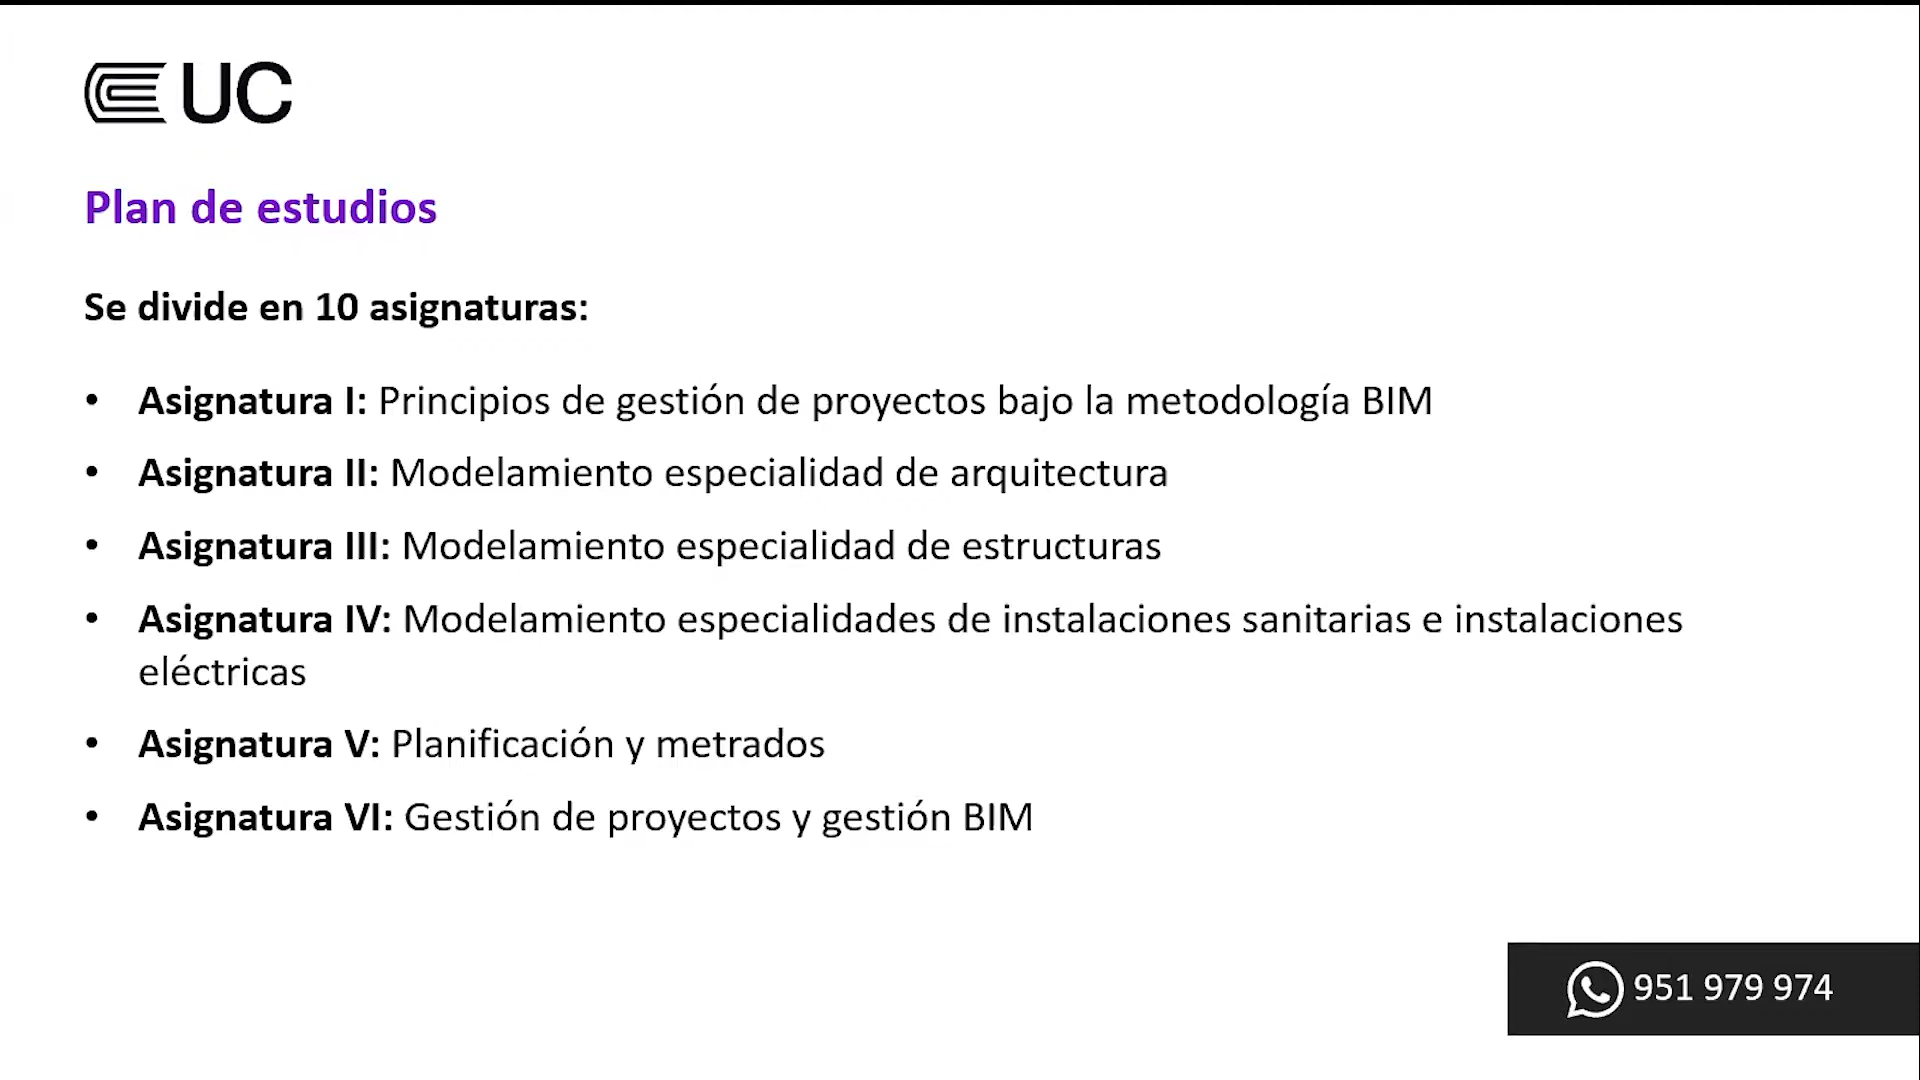 UC
Plan de estudios
Se divide en 10 asignaturas:
• Asignatura I: Principios de gestión de proyectos bajo la metodología BIM
• Asignatura II: Modelamiento especialidad de arquitectura
• Asignatura III: Modelamiento especialidad de estructuras
• Asignatura IV: Modelamiento especialidades de instalaciones sanitarias e instalaciones
eléctricas
• Asignatura V: Planificación y metrados
• Asignatura VI: Gestión de proyectos y gestión BIM
951 979 974